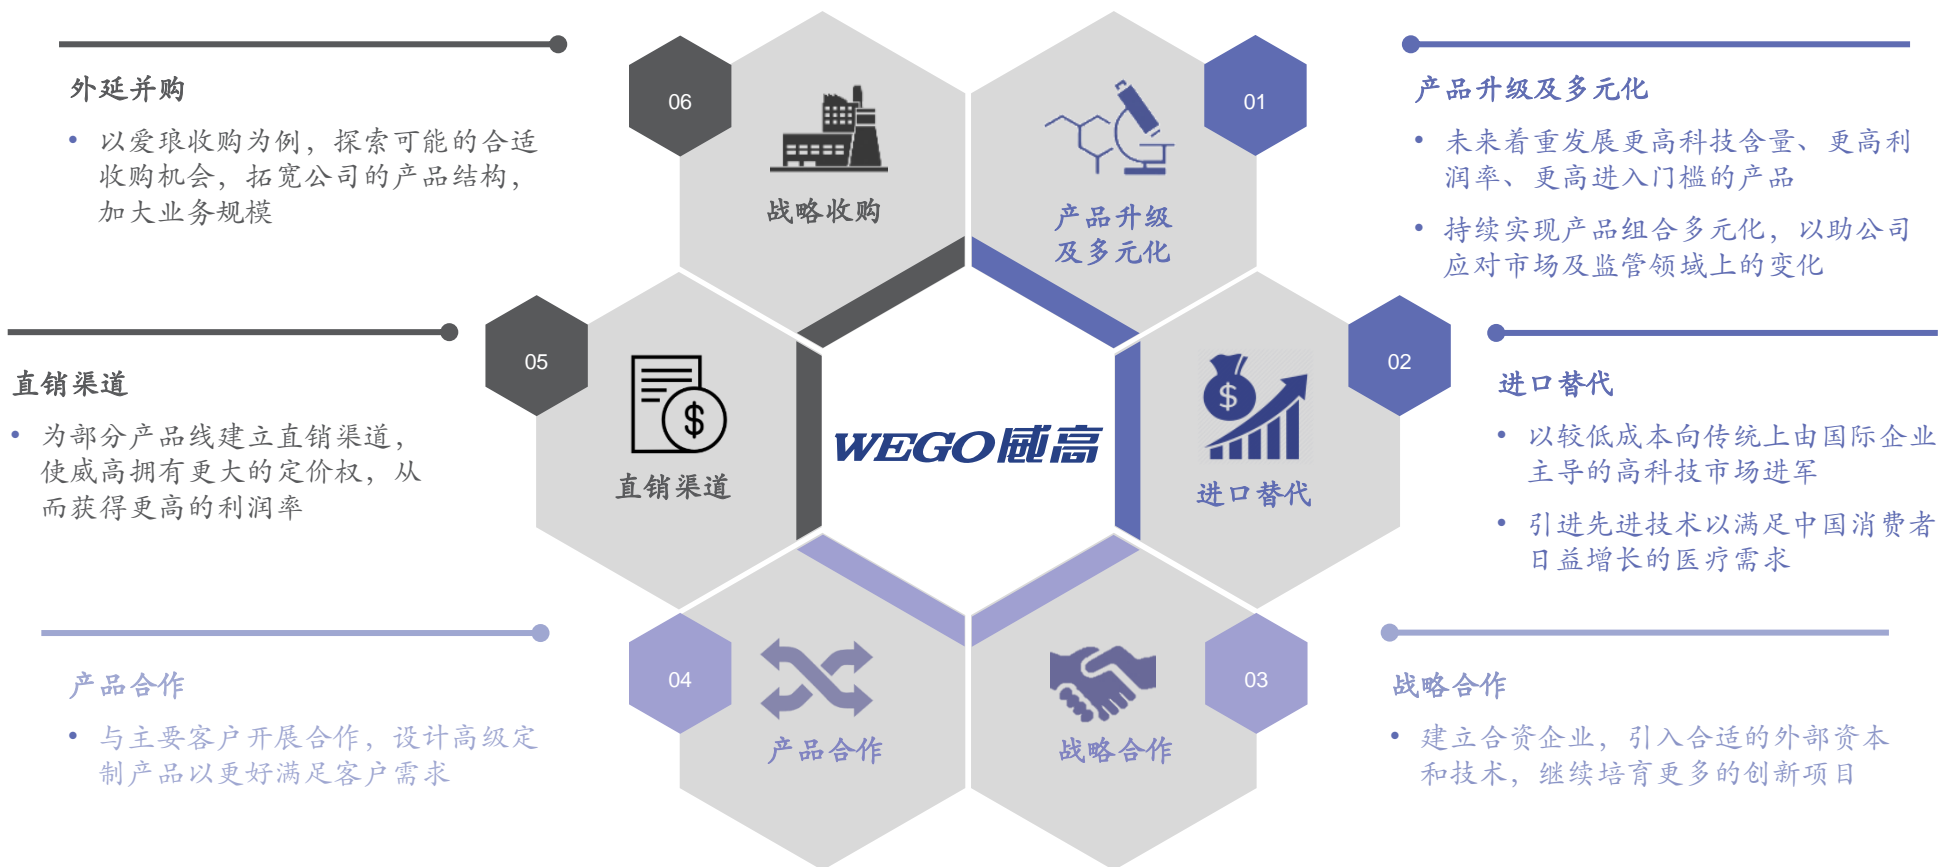 外延并购
• 以爱琅收购为例，探索可能的合适
收购机会，拓宽公司的产品结构，
加大业务规模
直销渠道
• 为部分产品线建立直销渠道，
使威高拥有更大的定价权，从
而获得更高的利润率
产品合作
• 与主要客户开展合作，设计高级定
制产品以更好满足客户需求
06
战略收购
05
直销渠道
04
产品合作
WEGO威高
01
产品升级
及多元化
02
进口替代
03
战略合作
产品升级及多元化
• 未来着重发展更高科技含量、更高利
润率、更高进入门槛的产品
• 持续实现产品组合多元化，以助公司
应对市场及监管领域上的变化
进口替代
• 以较低成本向传统上由国际企业
主导的高科技市场进军
• 引进先进技术以满足中国消费者
日益增长的医疗需求
战略合作
• 建立合资企业，引入合适的外部资本
和技术，继续培育更多的创新项目